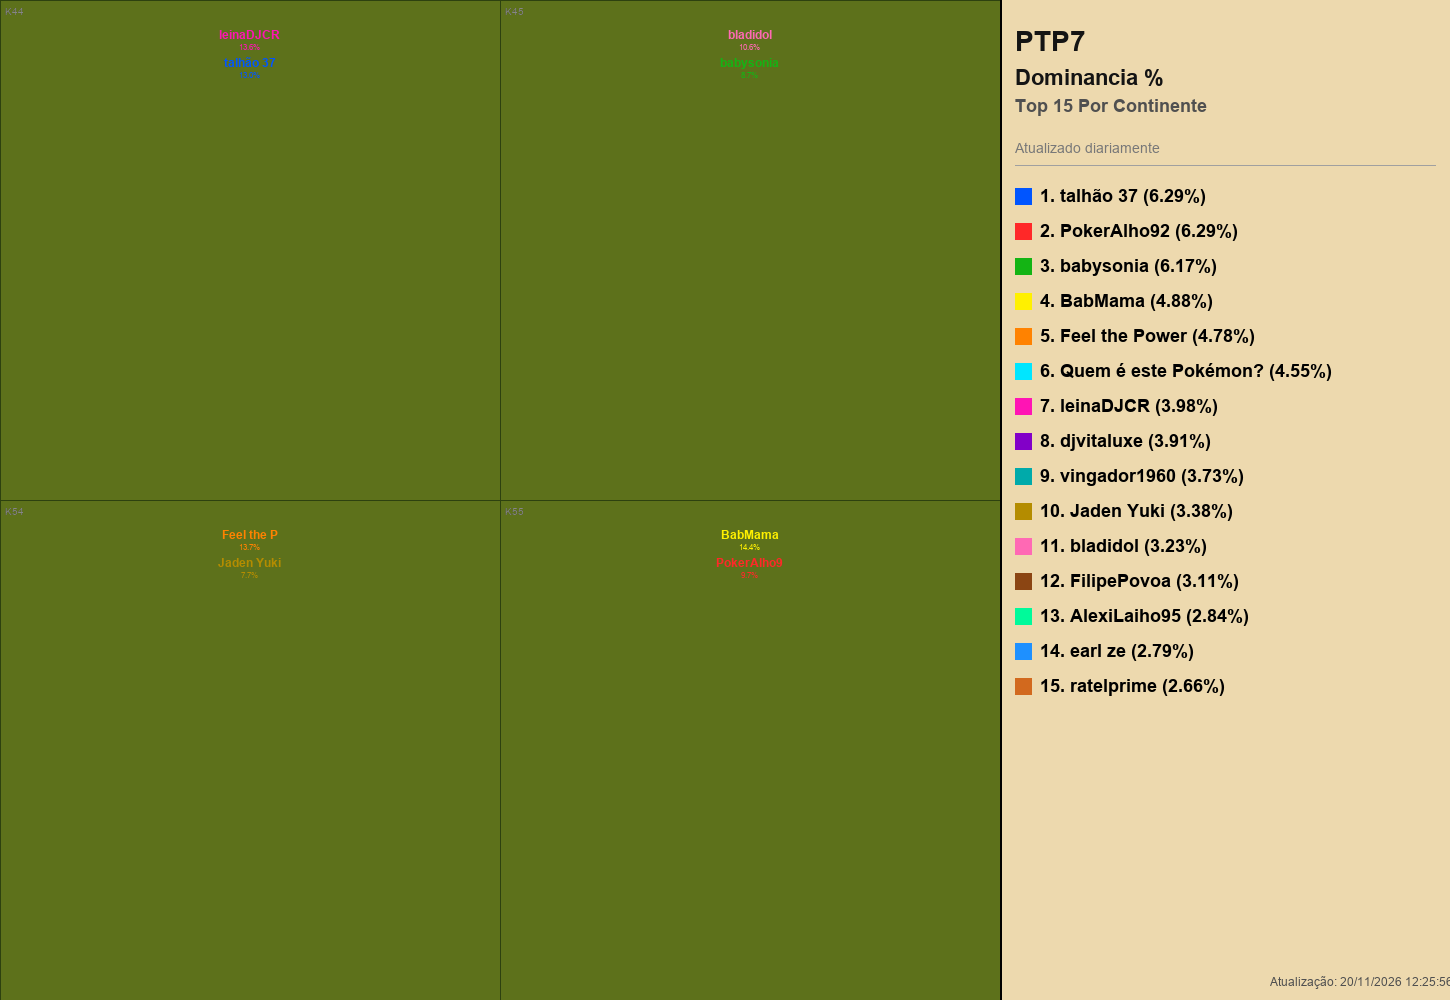 K44
leinaDJCR
talhão 37
K45
bladidol
10.6%
babysonia
K54
Feel the P
13.7%
Jaden Yuki
7.7%
K55
BabMama
14.4%
PokerAlho9
PTP7
Dominancia %
Top 15 Por Continente
Atualizado diariamente
1. talhão 37 (6.29%)
2. PokerAlho92 (6.29%)
3. babysonia (6.17%)
4. BabMama (4.88%)
5. Feel the Power (4.78%)
6. Quem é este Pokémon? (4.55%)
7. leinaDJCR (3.98%)
8. djvitaluxe (3.91%)
9. vingador1960 (3.73%)
10. Jaden Yuki (3.38%)
11. bladidol (3.23%)
12. FilipePovoa (3.11%)
13. AlexiLaiho95 (2.84%)
14. earl ze (2.79%)
15. ratelprime (2.66%)
Atualização: 20/11/2026 12:25:56